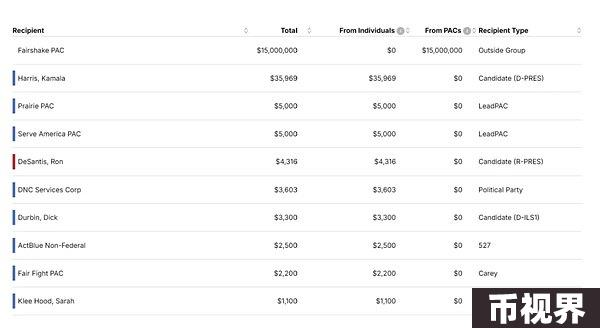 Recipient Total From Individuals From PACs Recipient Type
Fairshake PAC $15,000,000 $0 $15,000,000 Outside Group
Harris, Kamala $35,969 $35,969 $0 Candidate (D-PRES)
Prairie PAC $5,000 $5,000 $0 LeadPAC
Serve America PAC $5,000 $5,000 $0 LeadPAC
DeSantis, Ron $4,316 $4,316 $0 Candidate (R-PRES)
DNC Services Corp $3,603 $3,603 $0 Political Party
Durbin, Dick $3,300 $3,300 $0 Candidate (D-ILS1)
ActBlue Non-Federal $2,500 $2,500 $0 527
Fair Fight PAC $2,200 $2,200 $0 Carey
Klee Hood, Sarah $1,100 $1,100 $0
币视界